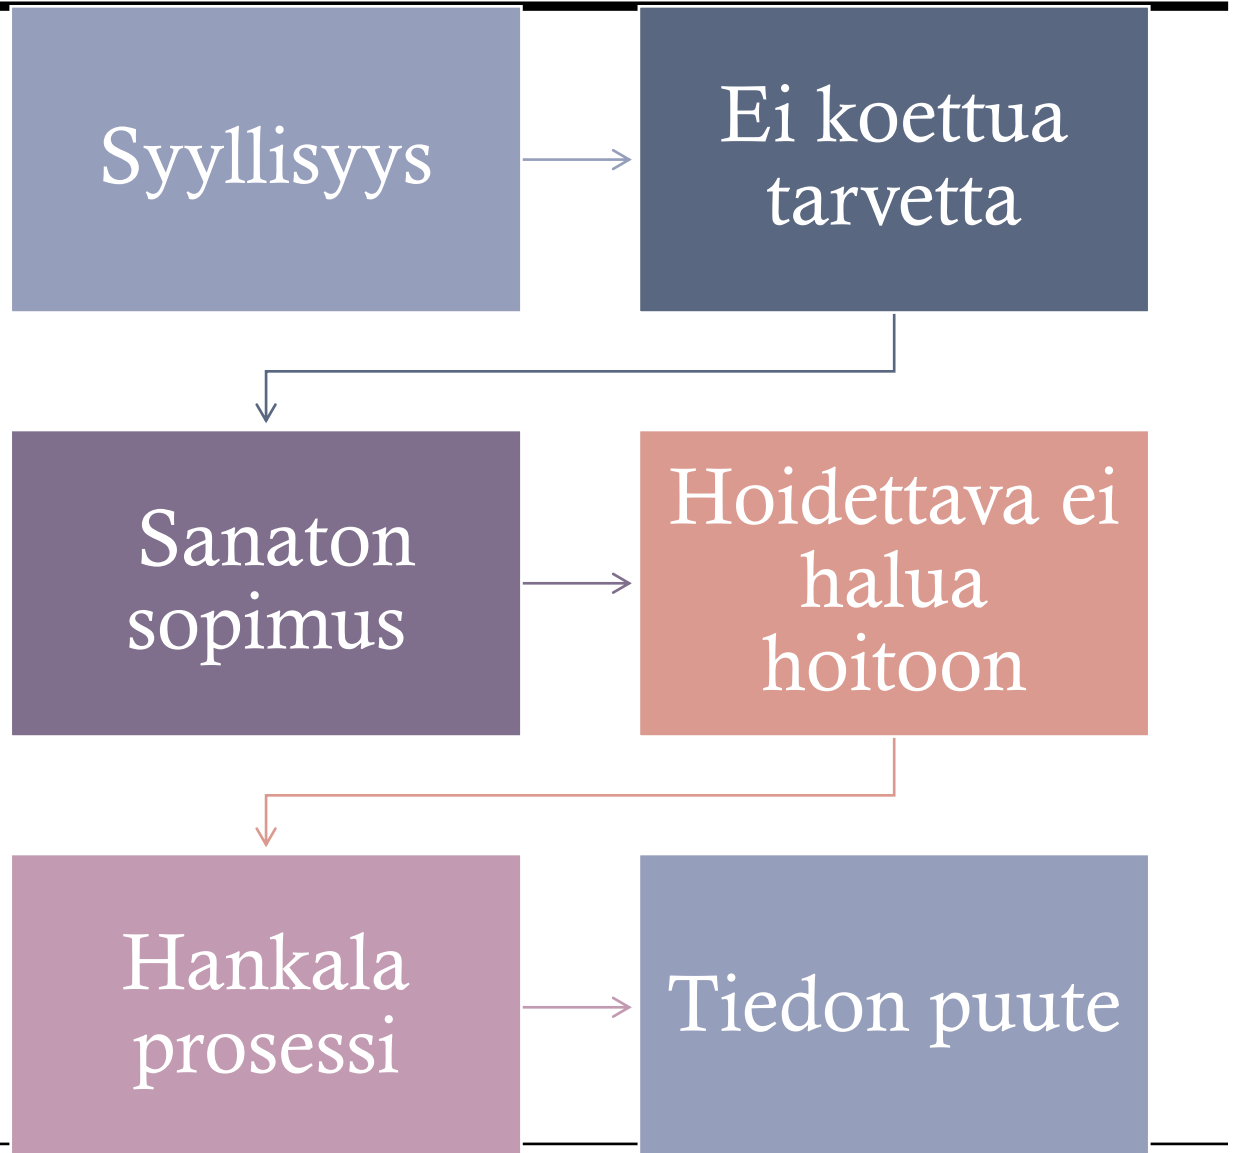 Syyllisyys
Ei koettua
tarvetta
Sanaton
sopimus
Hoidettava ei
halua
hoitoon
Hankala
prosessi
Tiedon puute